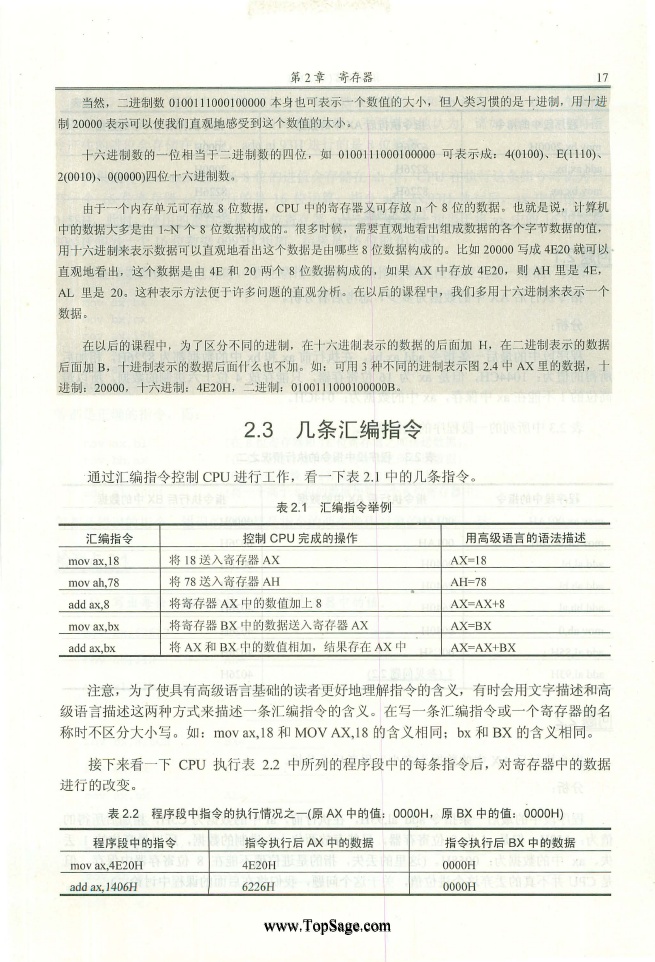 第 2 章 寄存器 17
当然，二进制数 0100111000100000 本身也可表示一个数值的大小，但人类习惯的是十进制，用十进
制 20000 表示可以使我们直观地感受到这个数值的大小。
十六进制数的一位相当于二进制数的四位，如 0100111000100000 可表示成：4(0100)、E(1110)、
2(0010)、0(0000)四位十六进制数。
由于一个内存单元可存放 8 位数据，CPU 中的寄存器又可存放 n 个 8 位的数据。也就是说，计算机
中的数据大多是由 1~N 个 8 位数据构成的。很多时候，需要直观地看出组成数据的各个字节数据的值，
用十六进制来表示数据可以直观地看出这个数据是由哪些 8 位数据构成的。比如 20000 写成 4E20 就可以
直观地看出，这个数据是由 4E 和 20 两个 8 位数据构成的，如果 AX 中存放 4E20，则 AH 里是 4E，
AL 里是 20。这种表示方法便于许多问题的直观分析。在以后的课程中，我们多用十六进制来表示一个
数据。
在以后的课程中，为了区分不同的进制，在十六进制表示的数据的后面加 H，在二进制表示的数据
后面加 B，十进制表示的数据后面什么也不加。如：可用 3 种不同的进制表示图 2.4 中 AX 里的数据，十
进制：20000，十六进制：4E20H，二进制：0100111000100000B。
2.3 几条汇编指令
通过汇编指令控制 CPU 进行工作，看一下表 2.1 中的几条指令。
表 2.1 汇编指令举例
汇编指令 控制 CPU 完成的操作 用高级语言的语法描述
mov ax,18 将 18 送入寄存器 AX AX=18
mov ah,78 将 78 送入寄存器 AH AH=78
add ax,8 将寄存器 AX 中的数值加上 8 AX=AX+8
mov ax,bx 将寄存器 BX 中的数据送入寄存器 AX AX=BX
add ax,bx 将 AX 和 BX 中的数值相加，结果存在 AX 中 AX=AX+BX
注意，为了使具有高级语言基础的读者更好地理解指令的含义，有时会用文字描述和高
级语言描述这两种方式来描述一条汇编指令的含义。在写一条汇编指令或一个寄存器的名
称时不区分大小写。如：mov ax,18 和 MOV AX,18 的含义相同；bx 和 BX 的含义相同。
接下来看一下 CPU 执行表 2.2 中所列的程序段中的每条指令后，对寄存器中的数据
进行的改变。
表 2.2 程序段中指令的执行情况之一(原 AX 中的值：0000H，原 BX 中的值：0000H)
程序段中的指令 指令执行后 AX 中的数据 指令执行后 BX 中的数据
mov ax,4E20H 4E20H 0000H
add ax,1406H 6226H 0000H
www.TopSage.com